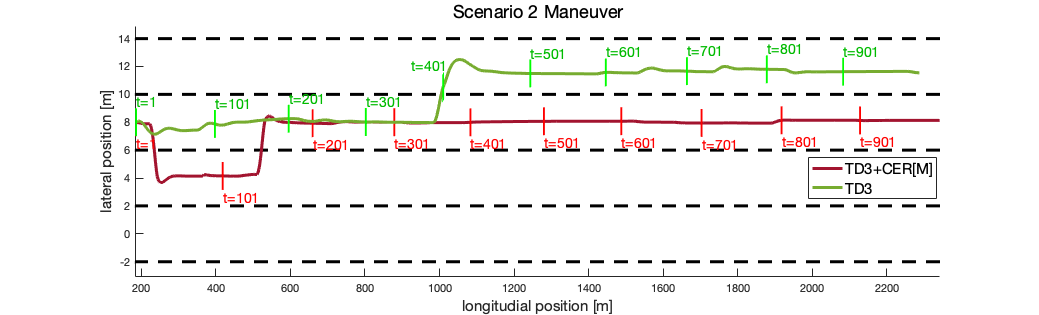 Scenario 2 Maneuver
14
12
10
8
6
4
2
0
-2
lateral position [m]
t=1
t=101
t=201
t=301
t=401
t=501
t=601
t=701
t=801
t=901
t=
t=101
t=201
t=301
t=401
t=501
t=601
t=701
t=801
t=901
TD3+CER[M]
TD3
200
400
600
800
1000
1200
1400
1600
1800
2000
2200
longitudial position [m]